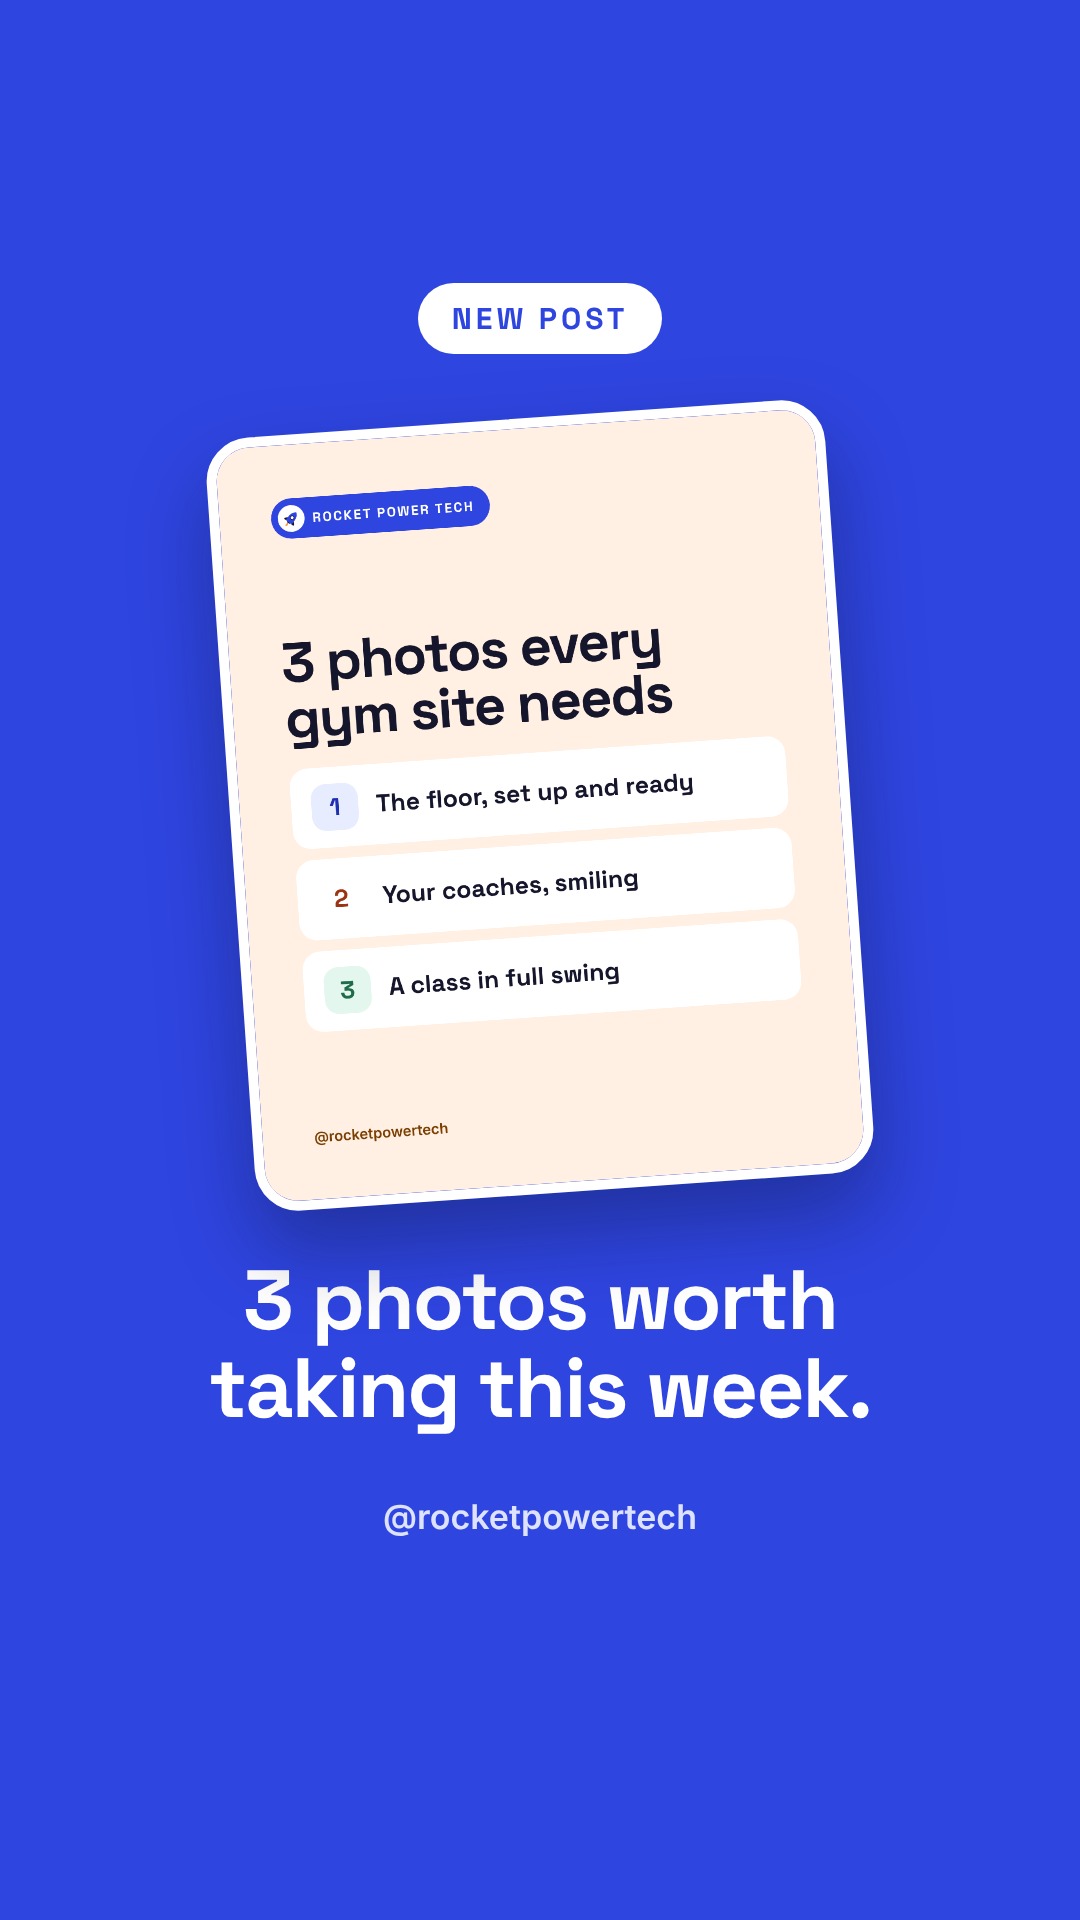 NEW POST
ROCKET POWER TECH
3 photos every
gym site needs
1 The floor, set up and ready
2 Your coaches, smiling
3 A class in full swing
@rocketpowertech
3 photos worth
taking this week.
@rocketpowertech